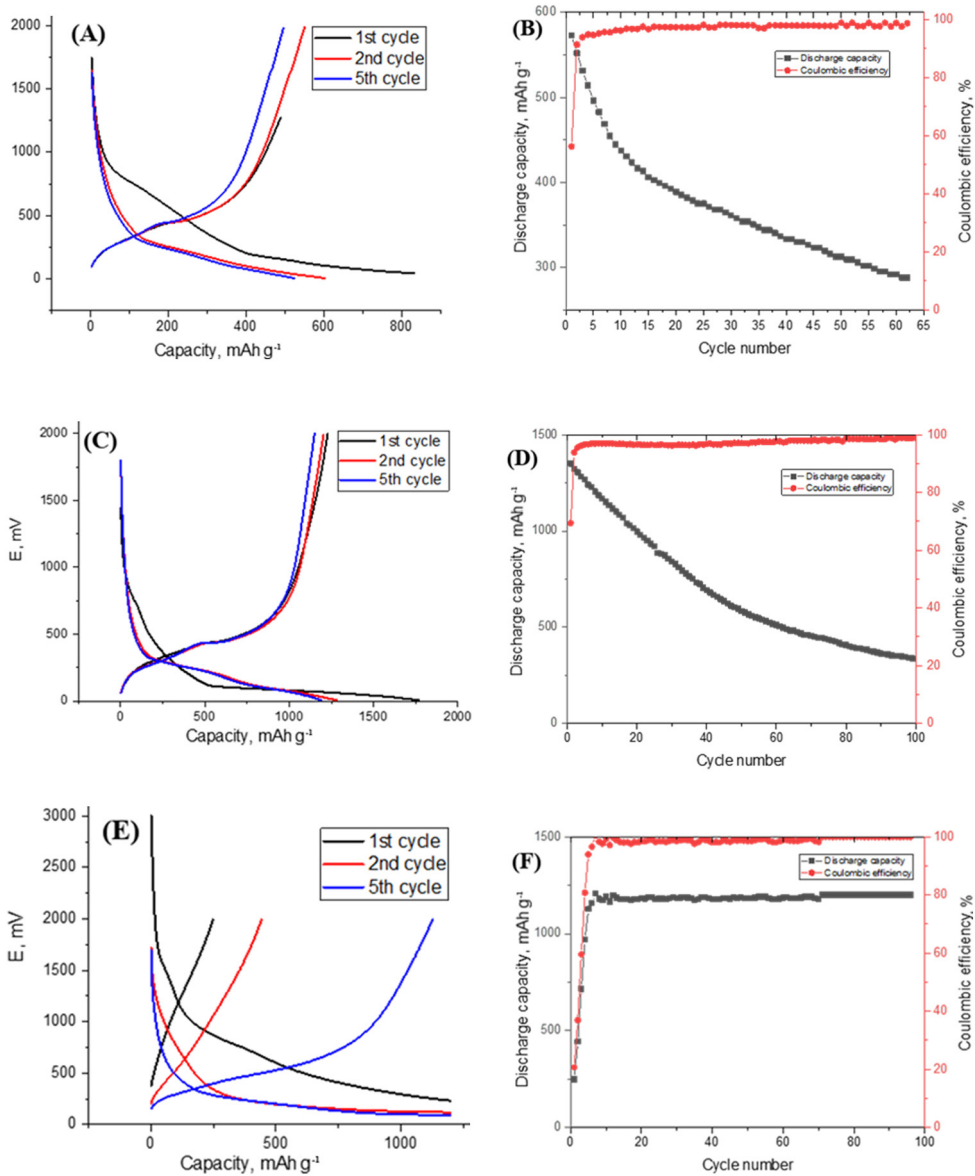 (A)
1st cycle
2nd cycle
5th cycle
2000
1500
1000
500
0
0 200 400 600 800
Capacity, mAh g⁻¹
(B)
Discharge capacity
Coulombic efficiency
Discharge capacity, mAh g⁻¹
600
500
400
300
Coulombic efficiency, %
100
80
60
40
20
0
0 5 10 15 20 25 30 35 40 45 50 55 60 65
Cycle number
(C)
1st cycle
2nd cycle
5th cycle
E, mV
2000
1500
1000
500
0
0 500 1000 1500 2000
Capacity, mAh g⁻¹
(D)
Discharge capacity
Coulombic efficiency
Discharge capacity, mAh g⁻¹
1500
1000
500
0
Coulombic efficiency, %
100
80
60
40
20
0
0 20 40 60 80 100
Cycle number
(E)
1st cycle
2nd cycle
5th cycle
E, mV
3000
2500
2000
1500
1000
500
0
0 500 1000
Capacity, mAh g⁻¹
(F)
Discharge capacity
Coulombic efficiency
Discharge capacity, mAh g⁻¹
1500
1000
500
0
Coulombic efficiency, %
100
80
60
40
20
0
0 20 40 60 80 100
Cycle number